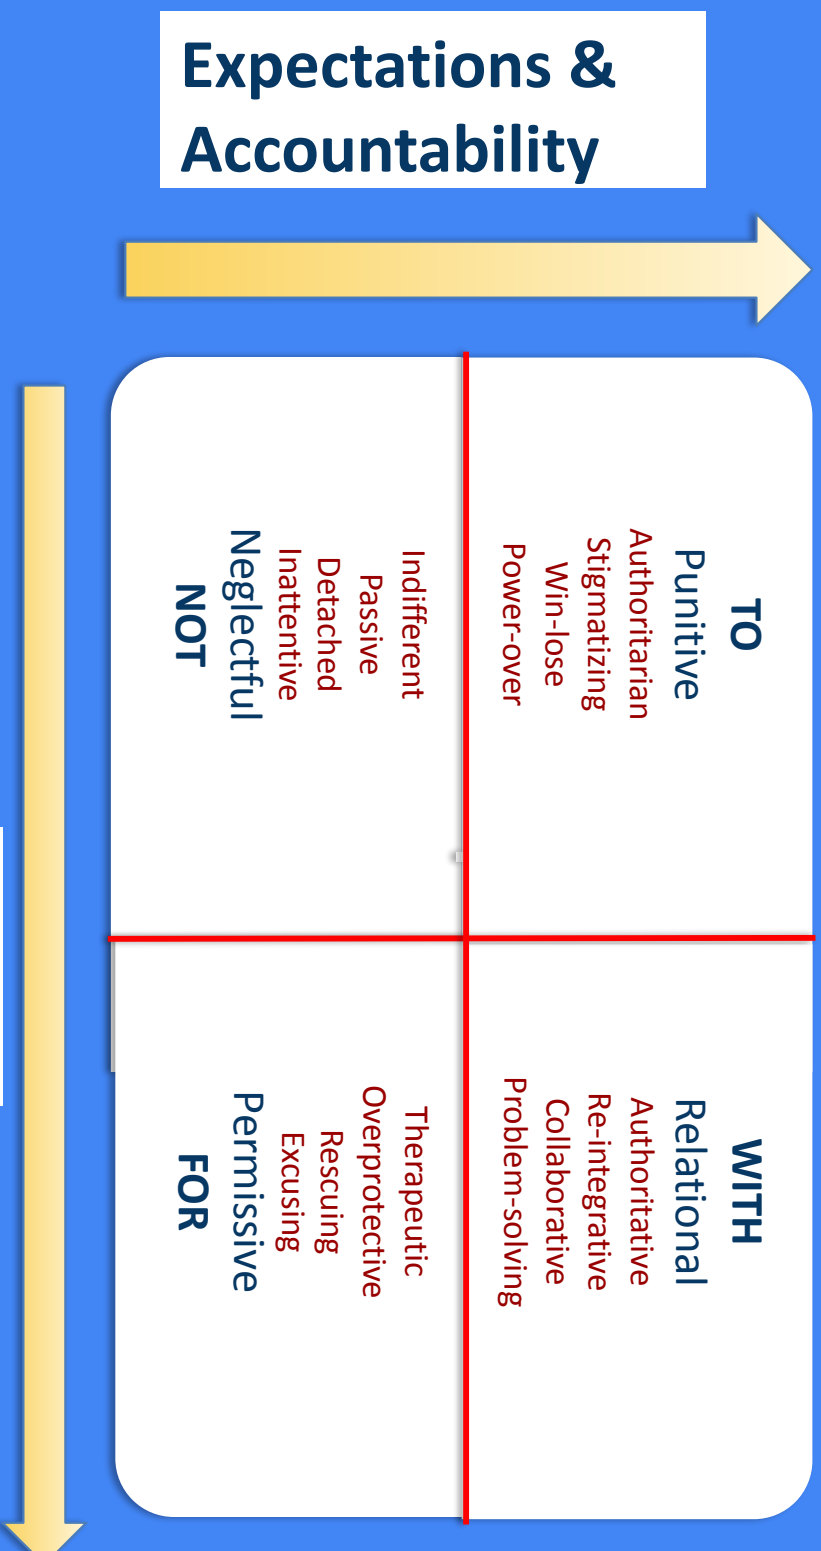 Expectations &
Accountability
TO
Punitive
Authoritarian
Stigmatizing
Win-lose
Power-over
WITH
Relational
Authoritative
Re-integrative
Collaborative
Problem-solving
Indifferent
Passive
Detached
Inattentive
Neglectful
NOT
Therapeutic
Overprotective
Rescuing
Excusing
Permissive
FOR